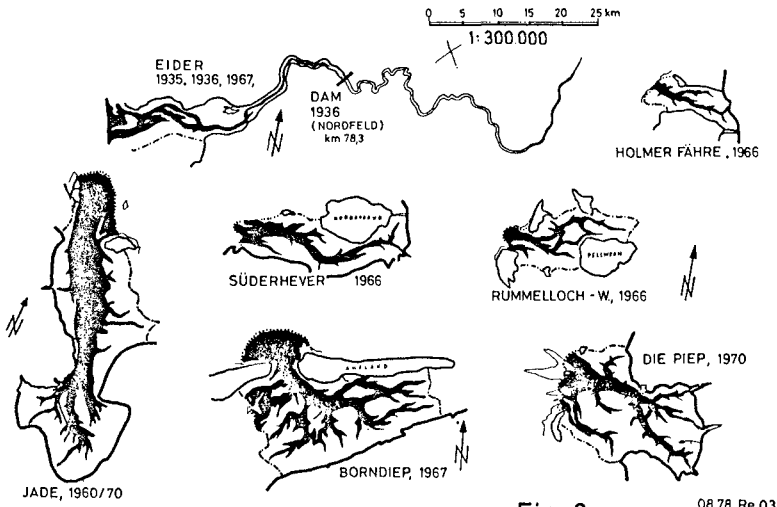 0 5 10 15 20 25 km
1:300.000
EIDER
1935, 1936, 1967,
DAM
1936
(NORDFELD)
km 78,3
N
HOLMER FÄHRE, 1966
NORDSTRAND
SÜDERHEVER 1966
PELLWORM
RUMMELLOCH-W, 1966
N
N
AMELAND
DIE PIEP, 1970
BORNDIEP, 1967
N
JADE, 1960/70
08.78 Re 03